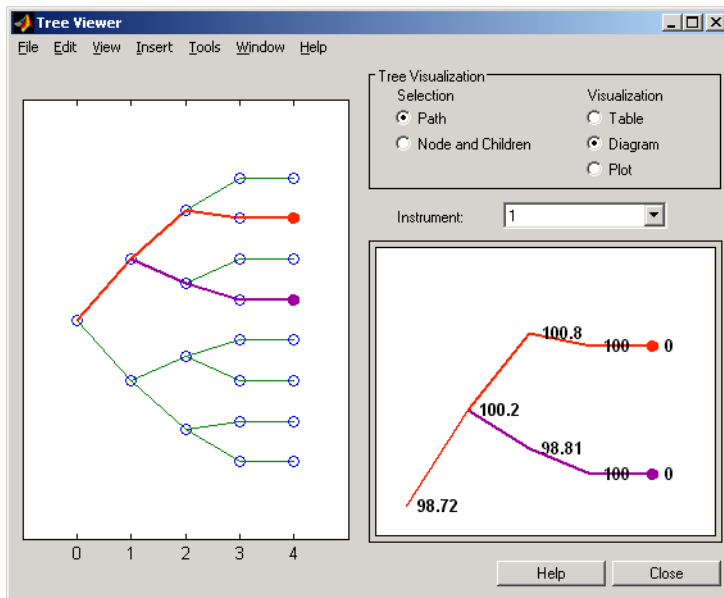 Tree Viewer
File Edit View Insert Tools Window Help
Tree Visualization
Selection
Visualization
Path
Table
Node and Children
Diagram
Plot
Instrument:
1
100.8
100
0
100.2
98.81
100
0
98.72
0 1 2 3 4
Help
Close